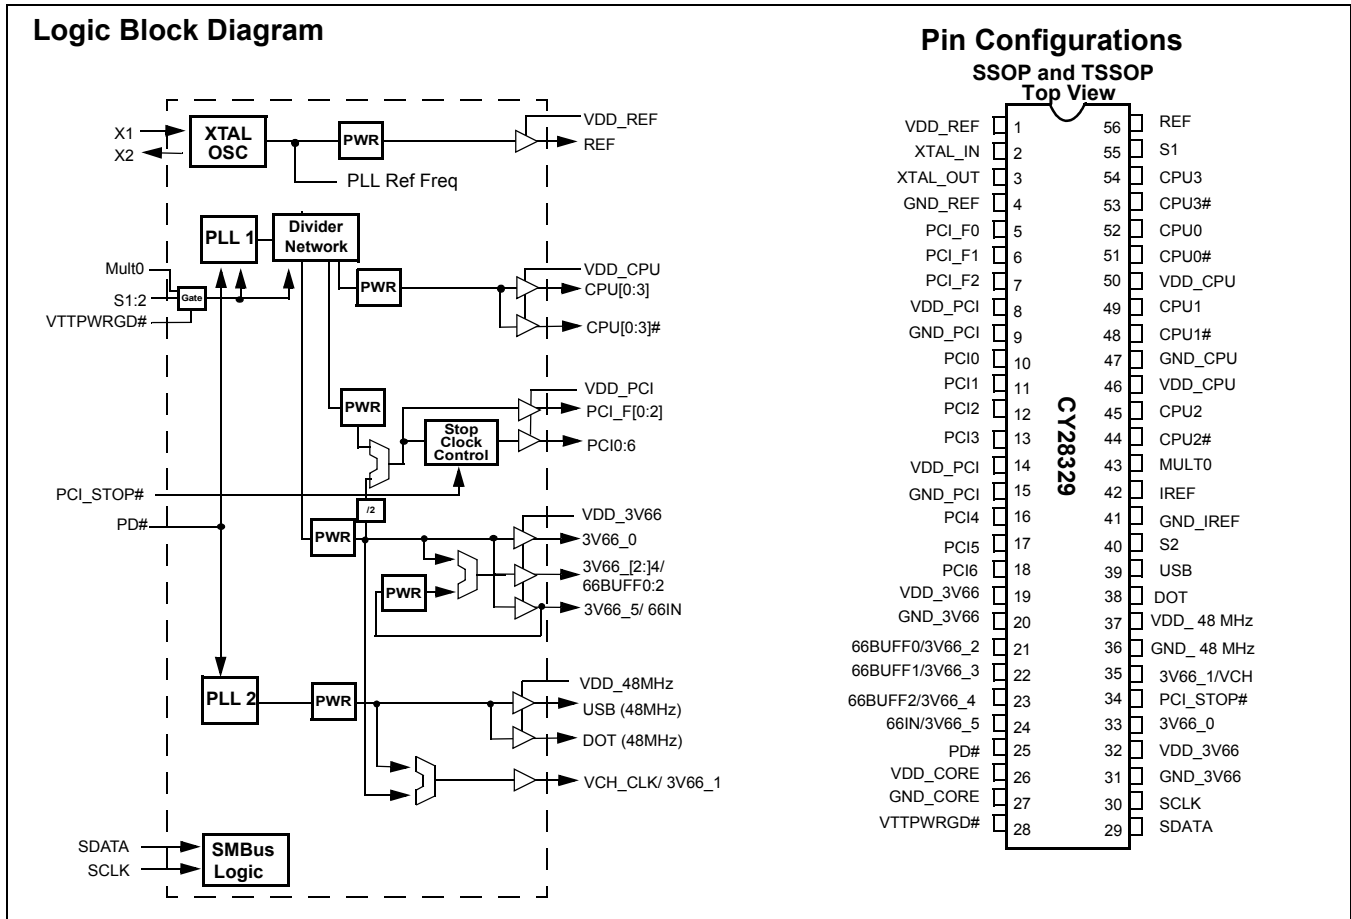 Logic Block Diagram
X1
X2
XTAL
OSC
PWR
VDD_REF
REF
PLL Ref Freq
PLL 1
Divider
Network
Mult0
S1:2
VTTPWRGD#
Gate
PWR
VDD_CPU
CPU[0:3]
CPU[0:3]#
PWR
Stop
Clock
Control
VDD_PCI
PCI_F[0:2]
PCI0:6
PCI_STOP#
PD#
/2
PWR
VDD_3V66
3V66_0
3V66_[2:]4/
66BUFF0:2
PWR
3V66_5/ 66IN
PLL 2
PWR
VDD_48MHz
USB (48MHz)
DOT (48MHz)
VCH_CLK/ 3V66_1
SDATA
SCLK
SMBus
Logic
Pin Configurations
SSOP and TSSOP
Top View
VDD_REF 1 56 REF
XTAL_IN 2 55 S1
XTAL_OUT 3 54 CPU3
GND_REF 4 53 CPU3#
PCI_F0 5 52 CPU0
PCI_F1 6 51 CPU0#
PCI_F2 7 50 VDD_CPU
VDD_PCI 8 49 CPU1
GND_PCI 9 48 CPU1#
PCI0 10 47 GND_CPU
PCI1 11 46 VDD_CPU
PCI2 12 45 CPU2
PCI3 13 44 CPU2#
VDD_PCI 14 43 MULT0
GND_PCI 15 42 IREF
PCI4 16 41 GND_IREF
PCI5 17 40 S2
PCI6 18 39 USB
VDD_3V66 19 38 DOT
GND_3V66 20 37 VDD_ 48 MHz
66BUFF0/3V66_2 21 36 GND_ 48 MHz
66BUFF1/3V66_3 22 35 3V66_1/VCH
66BUFF2/3V66_4 23 34 PCI_STOP#
66IN/3V66_5 24 33 3V66_0
PD# 25 32 VDD_3V66
VDD_CORE 26 31 GND_3V66
GND_CORE 27 30 SCLK
VTTPWRGD# 28 29 SDATA
CY28329